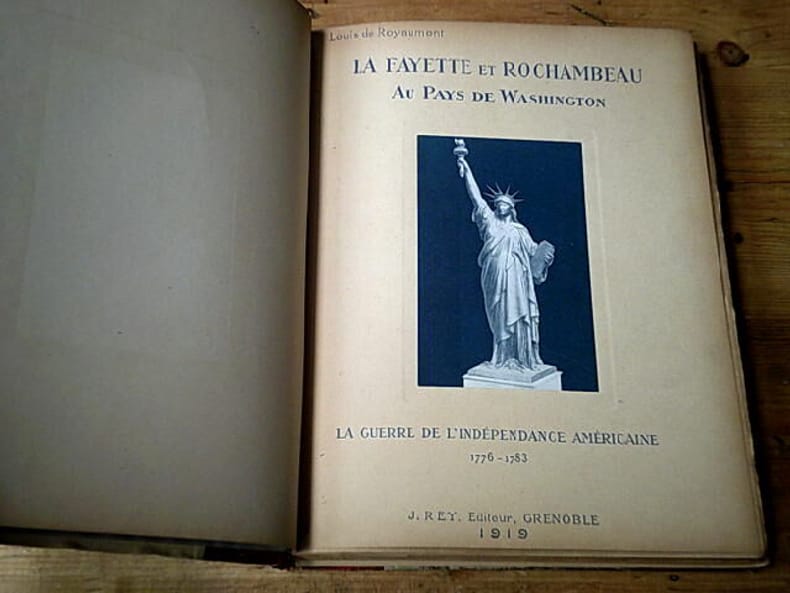 Louis de Royaumont
LA FAYETTE ET ROCHAMBEAU
AU PAYS DE WASHINGTON
LA GUERRE DE L'INDÉPENDANCE AMÉRICAINE
1776-1783
J. REY, Editeur, GRENOBLE
1919